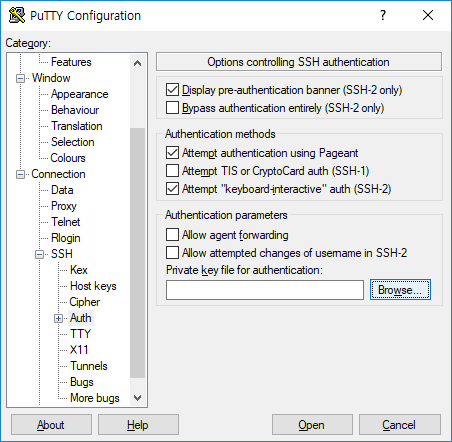 PuTTY Configuration
Category:
Features
Window
Appearance
Behaviour
Translation
Selection
Colours
Connection
Data
Proxy
Telnet
Rlogin
SSH
Kex
Host keys
Cipher
Auth
TTY
X11
Tunnels
Bugs
More bugs
Options controlling SSH authentication
Display pre-authentication banner (SSH-2 only)
Bypass authentication entirely (SSH-2 only)
Authentication methods
Attempt authentication using Pageant
Attempt TIS or CryptoCard auth (SSH-1)
Attempt "keyboard-interactive" auth (SSH-2)
Authentication parameters
Allow agent forwarding
Allow attempted changes of username in SSH-2
Private key file for authentication:
Browse...
About
Help
Open
Cancel